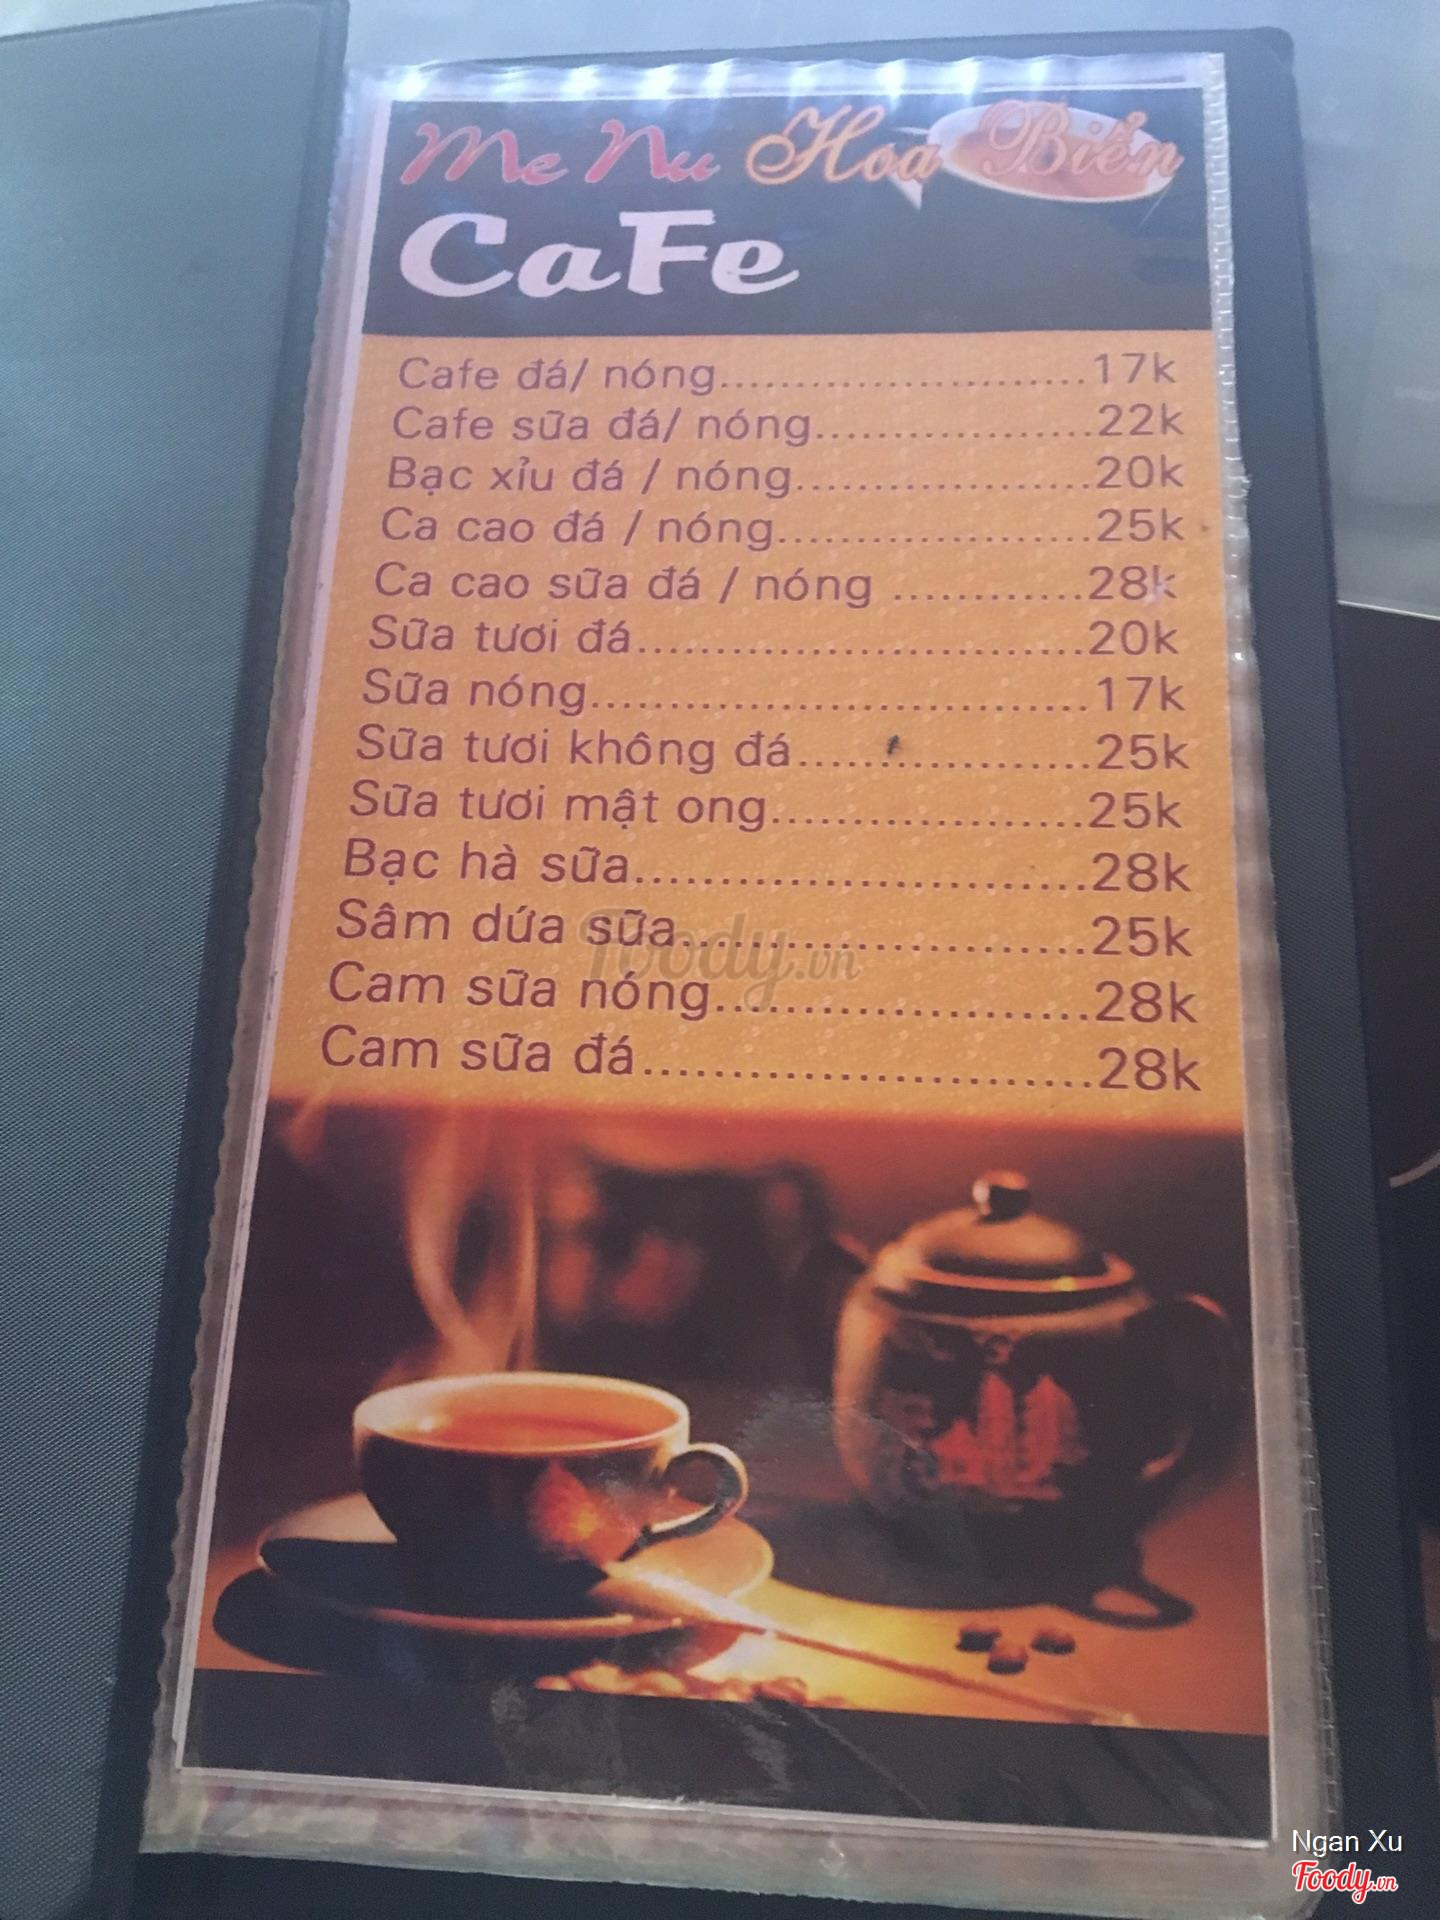 Me Nu Hoa Biển
CaFe
Cafe đá/ nóng.......................17k
Cafe sữa đá/ nóng..................22k
Bạc xỉu đá / nóng...................20k
Ca cao đá / nóng....................25k
Ca cao sữa đá / nóng ............28k
Sữa tươi đá............................20k
Sữa nóng...............................17k
Sữa tươi không đá...................25k
Sữa tươi mật ong....................25k
Bạc hà sữa............................28k
Sâm dứa sữa..........................25k
Cam sữa nóng........................28k
Cam sữa đá...........................28k
Foody.vn
Ngan Xu
Foody.vn